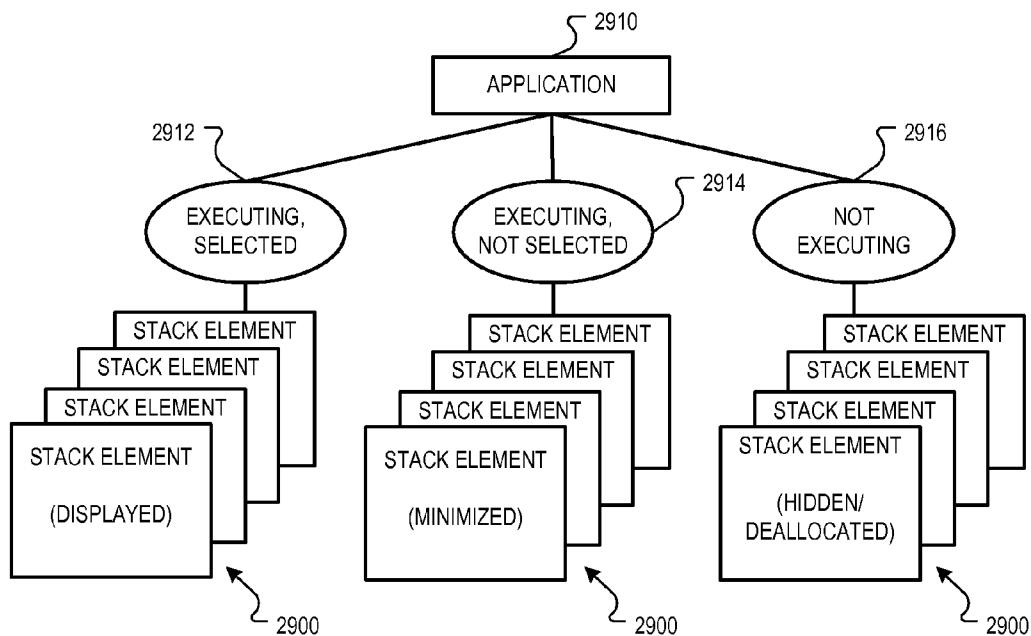 2910
APPLICATION
2912
2916
2914
EXECUTING,
SELECTED
EXECUTING,
NOT SELECTED
NOT
EXECUTING
STACK ELEMENT
STACK ELEMENT
STACK ELEMENT
STACK ELEMENT
(DISPLAYED)
2900
STACK ELEMENT
STACK ELEMENT
STACK ELEMENT
STACK ELEMENT
(MINIMIZED)
2900
STACK ELEMENT
STACK ELEMENT
STACK ELEMENT
STACK ELEMENT
(HIDDEN/
DEALLOCATED)
2900